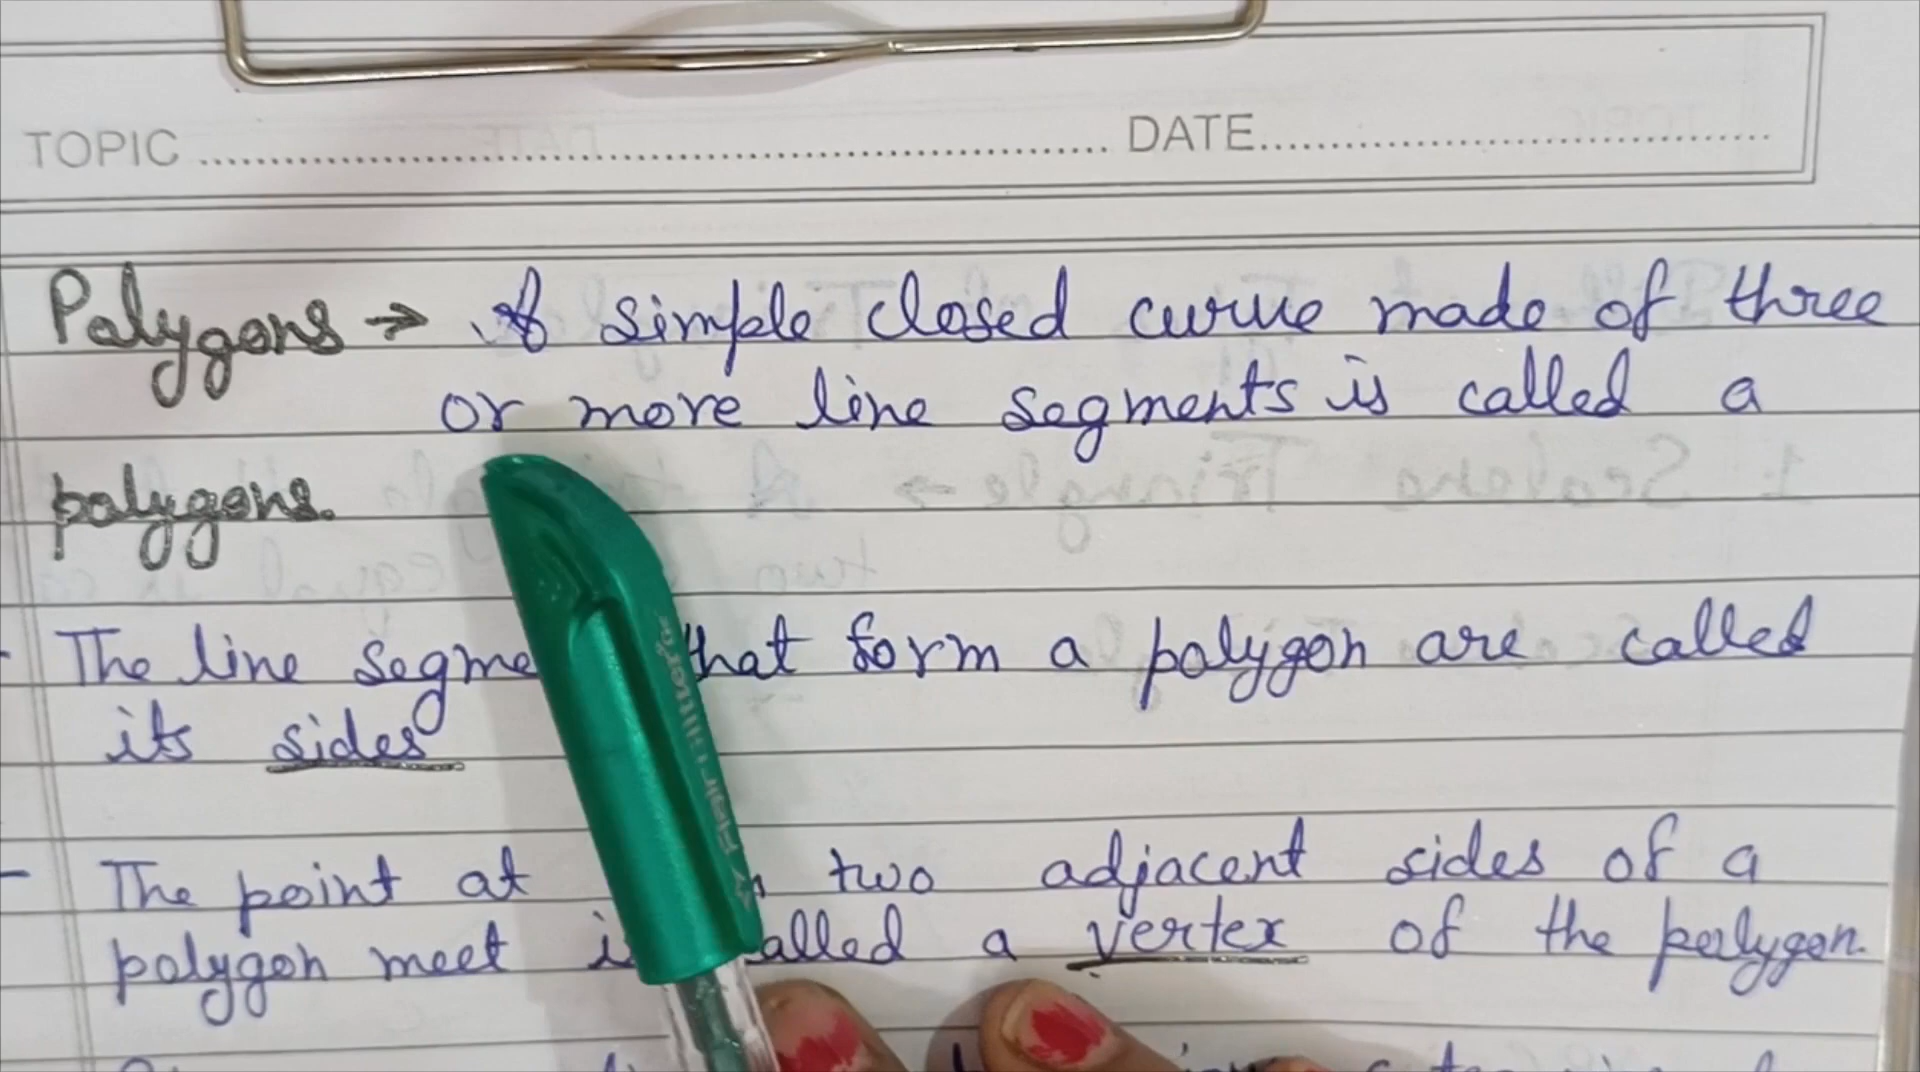 TOPIC DATE
Polygons → A simple closed curve made of three
or more line segments is called a
polygons.
- The line segme that form a polygon are called
its sides
- The point at two adjacent sides of a
polygon meet is called a vertex of the polygon.